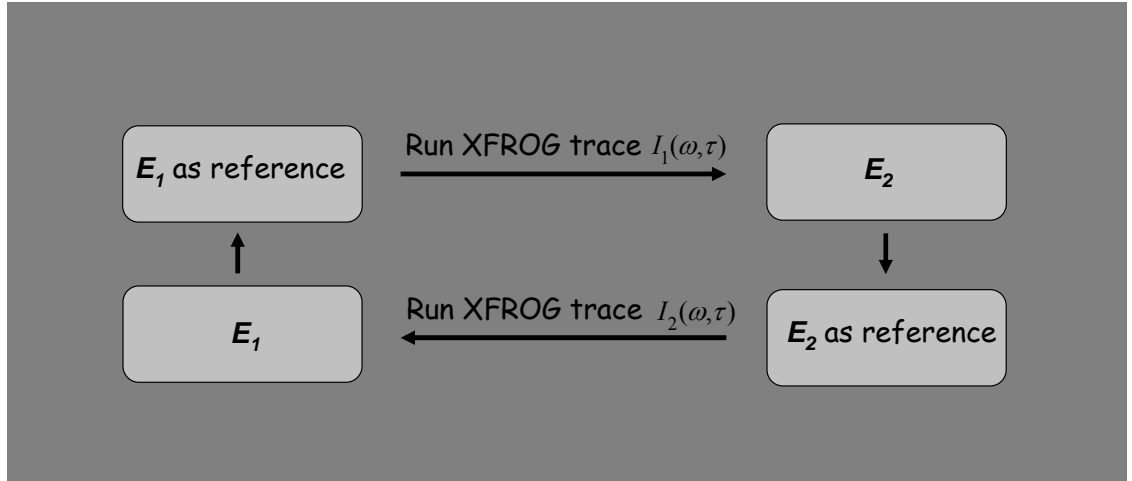 E₁ as reference
Run XFROG trace I₁(ω,τ)
E₂
E₁
Run XFROG trace I₂(ω,τ)
E₂ as reference